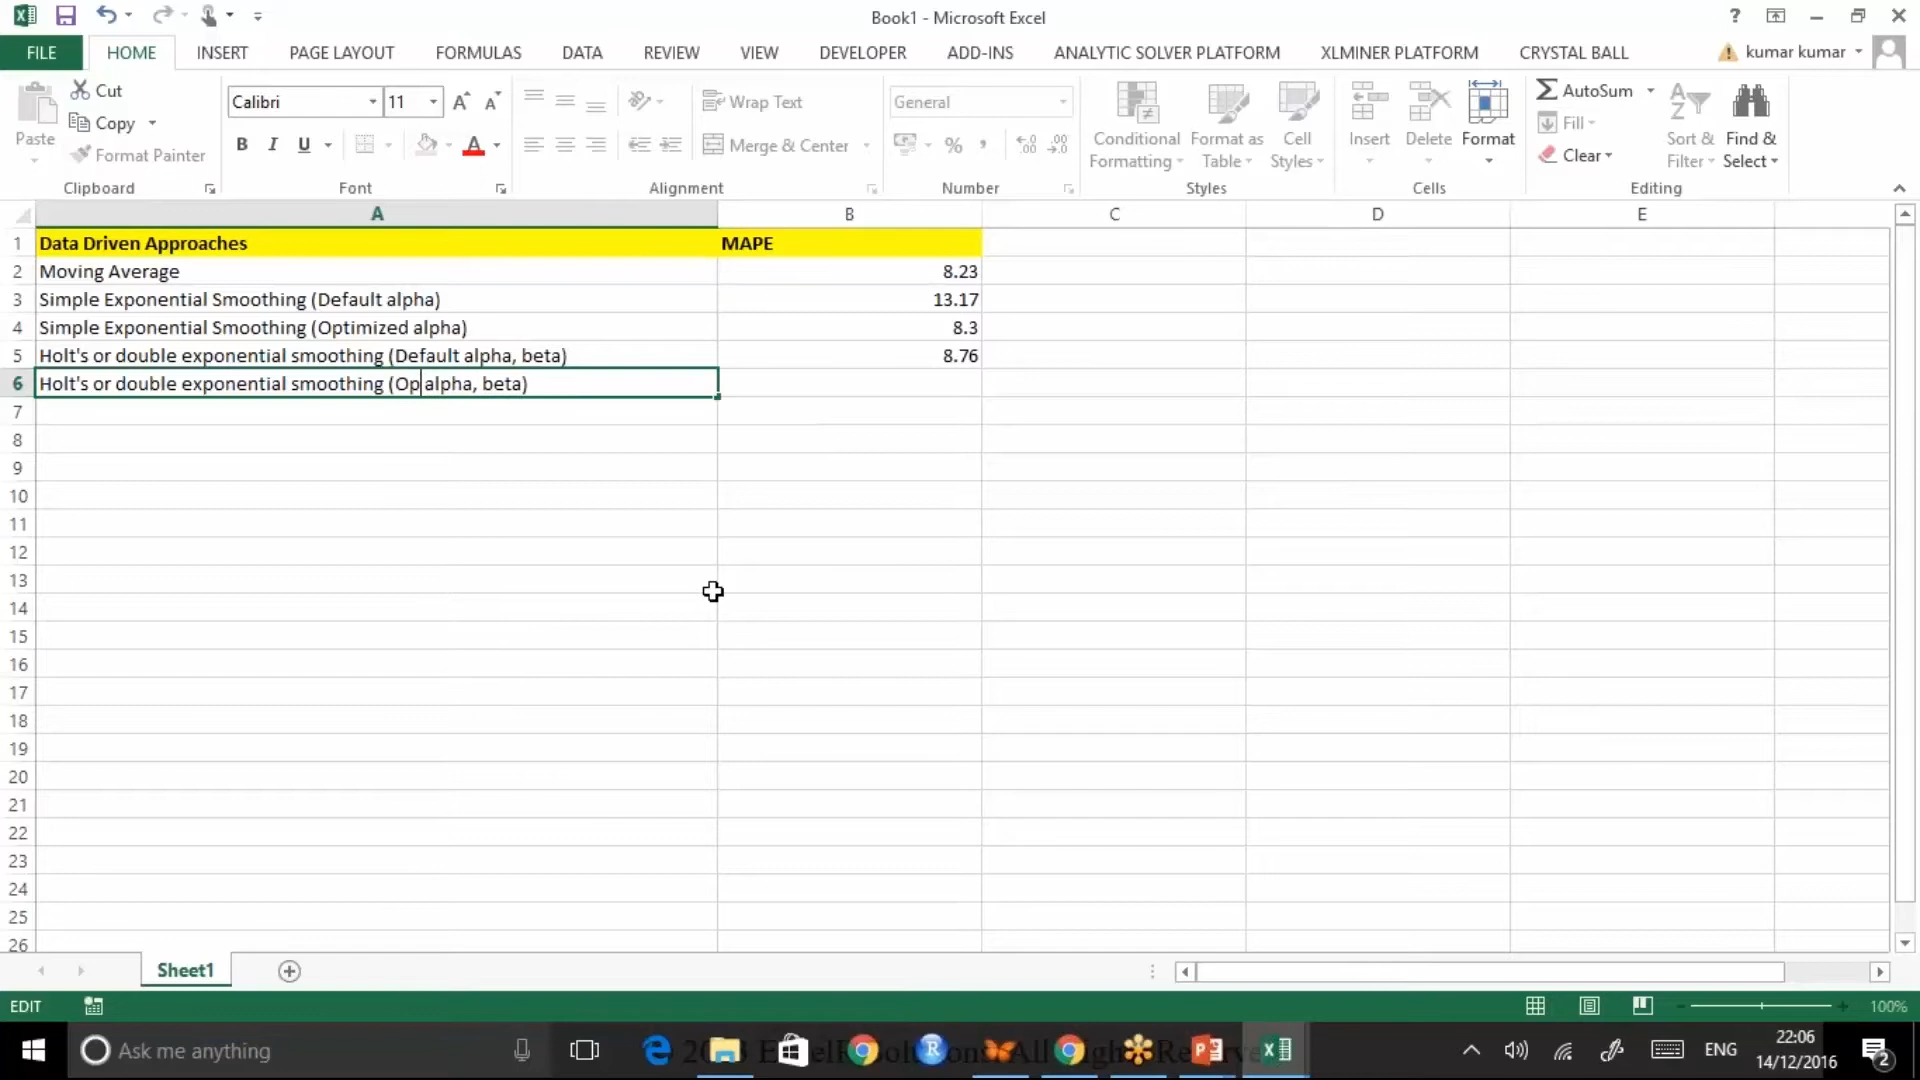 Book1 - Microsoft Excel
FILE HOME INSERT PAGE LAYOUT FORMULAS DATA REVIEW VIEW DEVELOPER ADD-INS ANALYTIC SOLVER PLATFORM XLMINER PLATFORM CRYSTAL BALL kumar kumar
Paste
Cut
Copy
Format Painter
Clipboard
Calibri 11
B I U
Font
Wrap Text
Merge & Center
Alignment
General
%
Number
Conditional Formatting
Format as Table
Cell Styles
Styles
Insert
Delete
Format
Cells
AutoSum
Fill
Clear
Sort & Filter
Find & Select
Editing
A B C D E
1 Data Driven Approaches MAPE
2 Moving Average 8.23
3 Simple Exponential Smoothing (Default alpha) 13.17
4 Simple Exponential Smoothing (Optimized alpha) 8.3
5 Holt's or double exponential smoothing (Default alpha, beta) 8.76
6 Holt's or double exponential smoothing (Op alpha, beta)
7
8
9
10
11
12
13
14
15
16
17
18
19
20
21
22
23
24
25
26
Sheet1
EDIT 100%
Ask me anything
ENG
22:06
14/12/2016
2